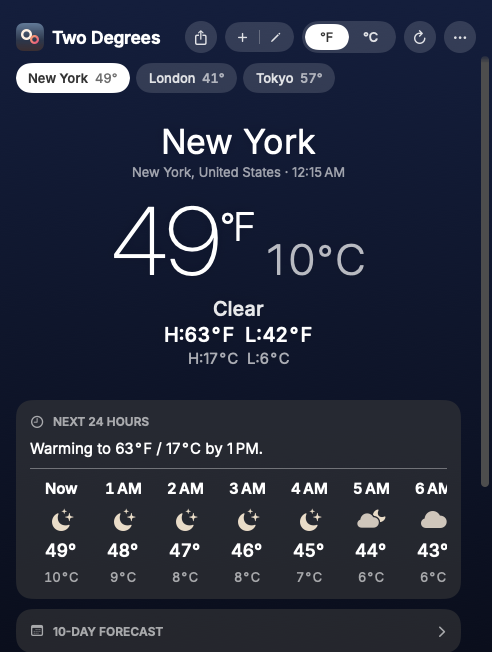 Two Degrees
°F °C
New York 49° London 41° Tokyo 57°
New York
New York, United States · 12:15 AM
49°F 10°C
Clear
H:63°F L:42°F
H:17°C L:6°C
NEXT 24 HOURS
Warming to 63°F / 17°C by 1 PM.
Now 1 AM 2 AM 3 AM 4 AM 5 AM 6 AM
49° 48° 47° 46° 45° 44° 43°
10°C 9°C 8°C 8°C 7°C 6°C 6°C
10-DAY FORECAST